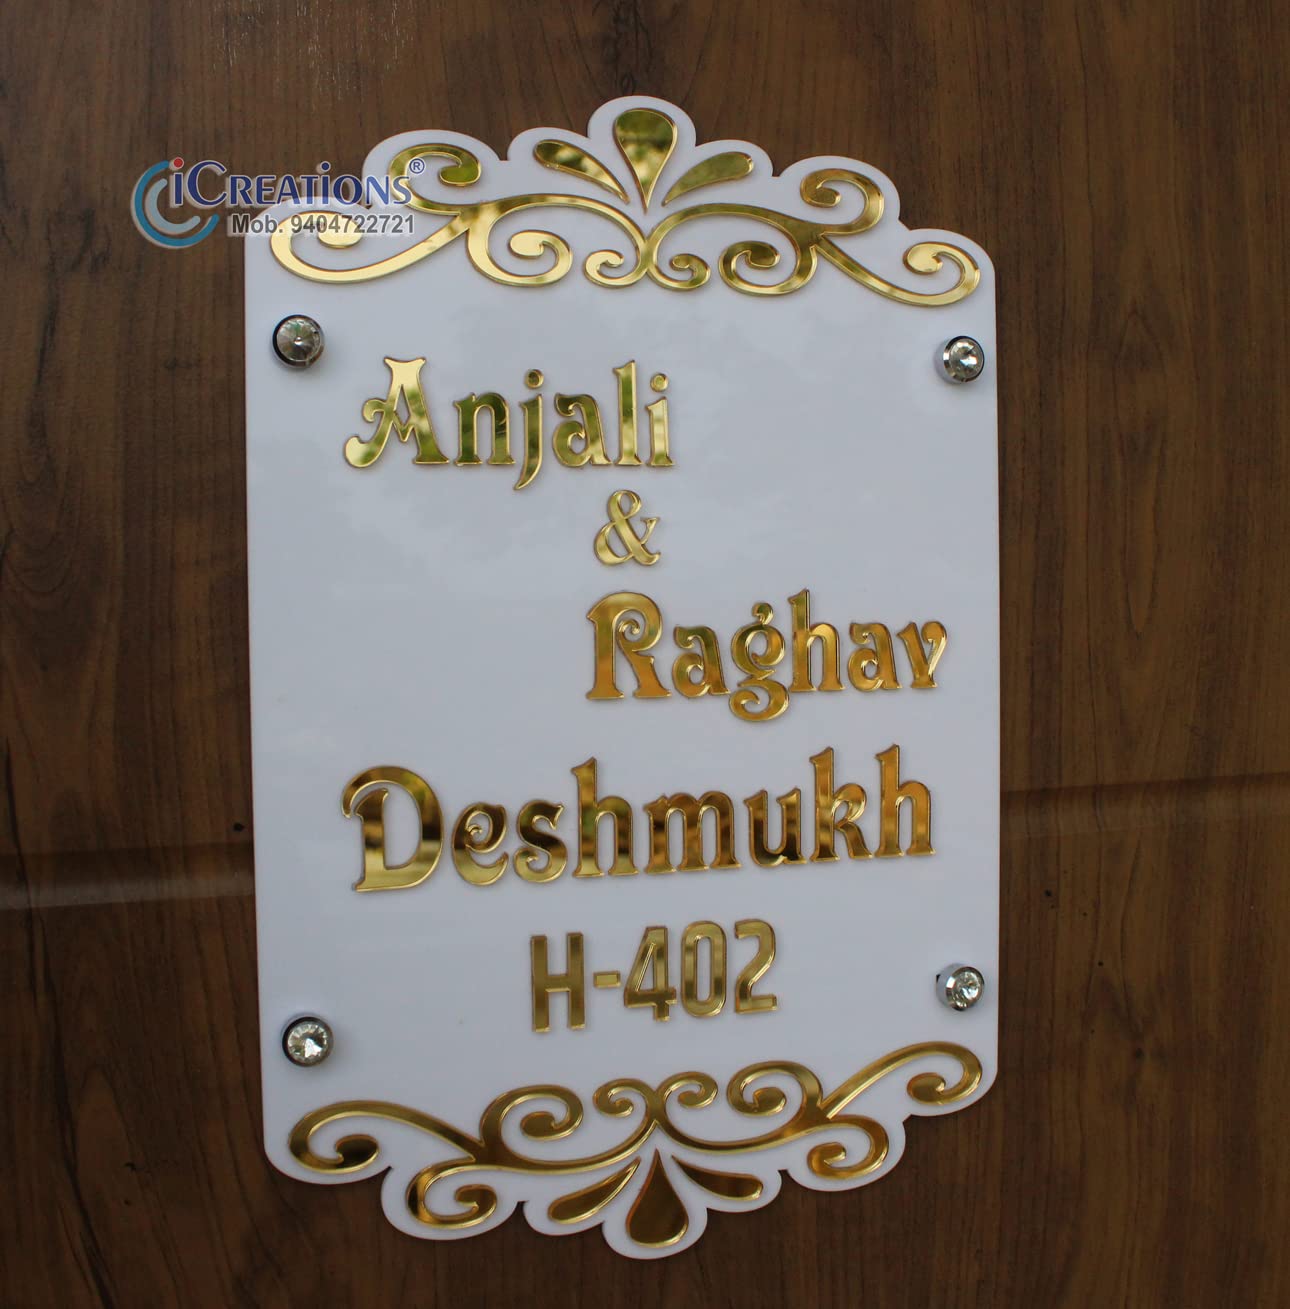 iCREATIONS®
Mob. 9404722721
Anjali
&
Raghav
Deshmukh
H-402